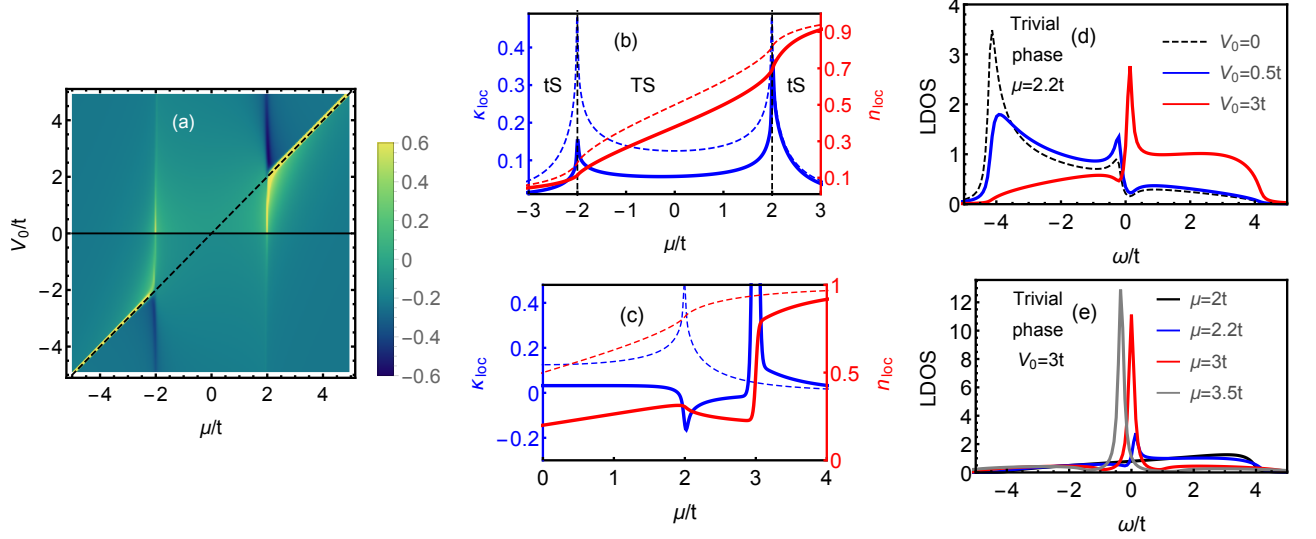 (a)
V₀/t
4
2
0
−2
−4
−4 −2 0 2 4
μ/t
0.6
0.4
0.2
0
−0.2
−0.4
−0.6
(b)
tS TS tS
κloc
0.4
0.3
0.2
0.1
nloc
0.9
0.7
0.5
0.3
0.1
−3 −2 −1 0 1 2 3
μ/t
(c)
κloc
0.4
0.2
0
−0.2
nloc
1
0.5
0
0 1 2 3 4
μ/t
(d)
Trivial
phase
μ=2.2t
V₀=0
V₀=0.5t
V₀=3t
LDOS
4
3
2
1
0
−4 −2 0 2 4
ω/t
(e)
Trivial
phase
V₀=3t
μ=2t
μ=2.2t
μ=3t
μ=3.5t
LDOS
12
10
8
6
4
2
0
−4 −2 0 2 4
ω/t